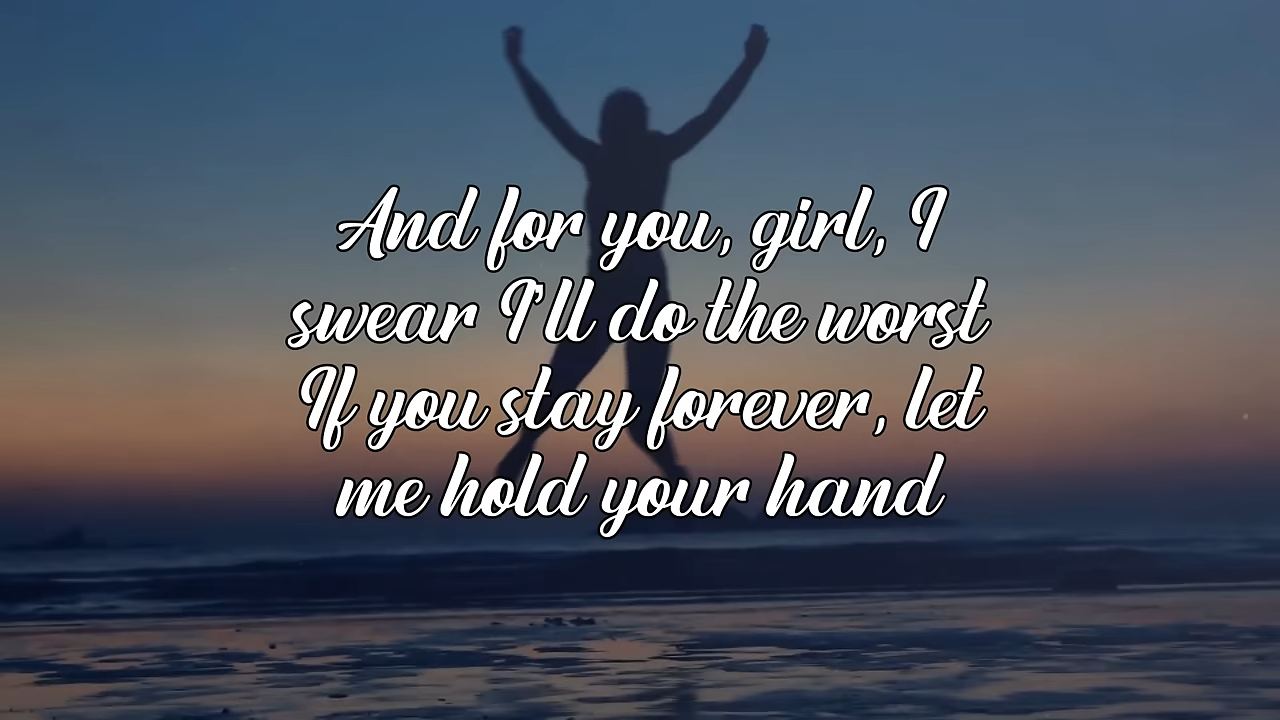 And for you, girl, I
swear I'll do the worst
If you stay forever, let
me hold your hand